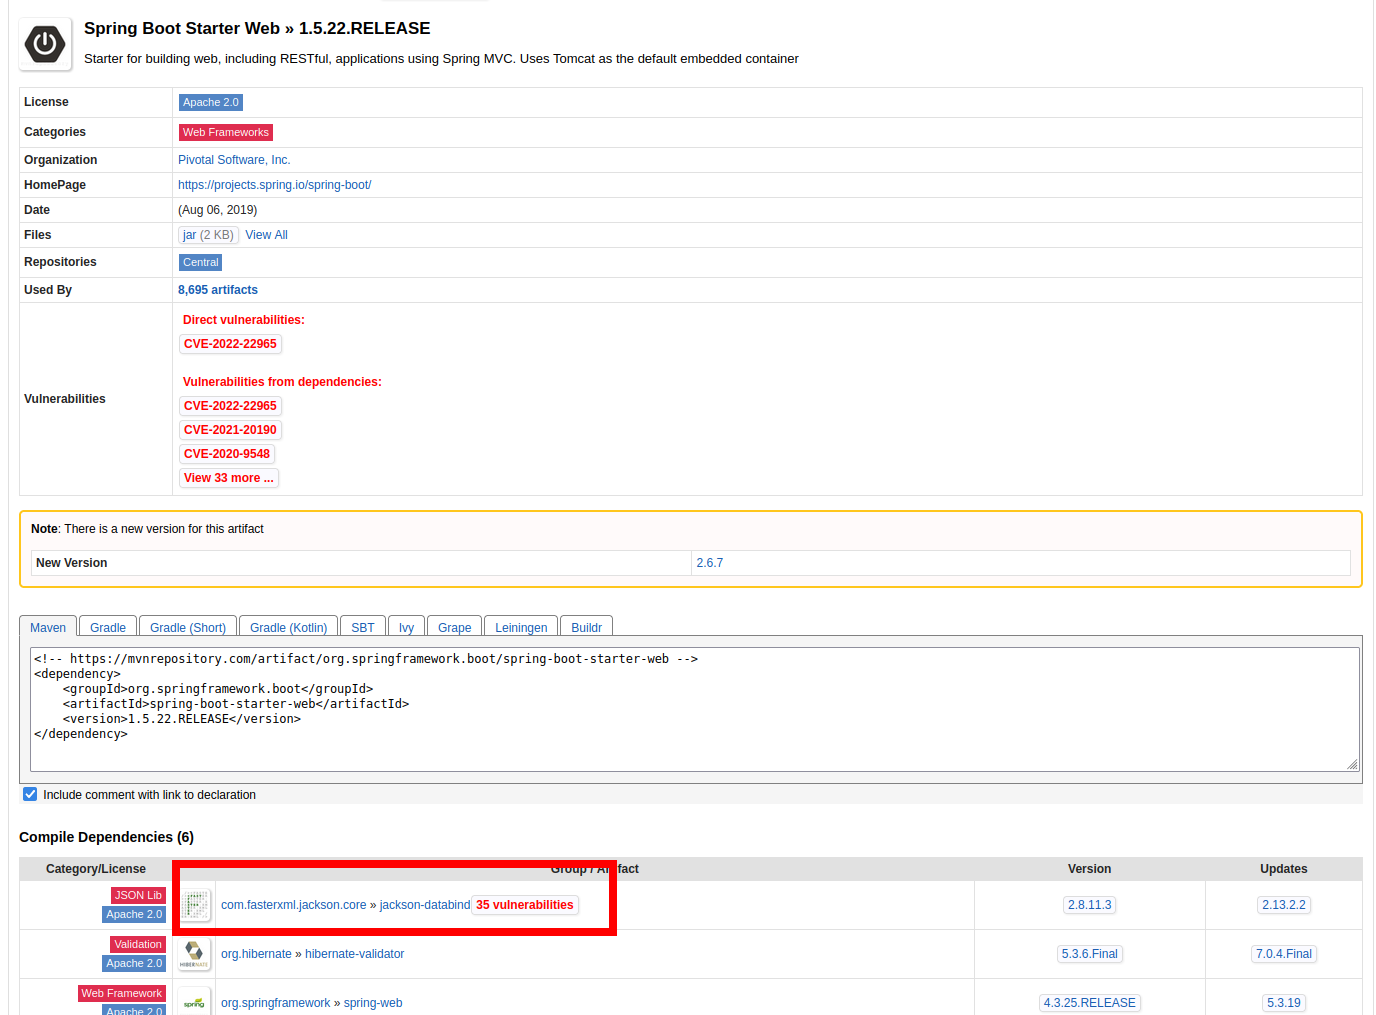 Spring Boot Starter Web » 1.5.22.RELEASE
Starter for building web, including RESTful, applications using Spring MVC. Uses Tomcat as the default embedded container
License Apache 2.0
Categories Web Frameworks
Organization Pivotal Software, Inc.
HomePage https://projects.spring.io/spring-boot/
Date (Aug 06, 2019)
Files jar (2 KB) View All
Repositories Central
Used By 8,695 artifacts
Vulnerabilities
Direct vulnerabilities:
CVE-2022-22965
Vulnerabilities from dependencies:
CVE-2022-22965
CVE-2021-20190
CVE-2020-9548
View 33 more ...
Note: There is a new version for this artifact
New Version 2.6.7
Maven Gradle Gradle (Short) Gradle (Kotlin) SBT Ivy Grape Leiningen Buildr
<!-- https://mvnrepository.com/artifact/org.springframework.boot/spring-boot-starter-web -->
<dependency>
    <groupId>org.springframework.boot</groupId>
    <artifactId>spring-boot-starter-web</artifactId>
    <version>1.5.22.RELEASE</version>
</dependency>
Include comment with link to declaration
Compile Dependencies (6)
Category/License Group / Artifact Version Updates
JSON Lib
Apache 2.0
com.fasterxml.jackson.core » jackson-databind 35 vulnerabilities 2.8.11.3 2.13.2.2
Validation
Apache 2.0
HIBERNATE
org.hibernate » hibernate-validator 5.3.6.Final 7.0.4.Final
Web Framework
Apache 2.0
spring
org.springframework » spring-web 4.3.25.RELEASE 5.3.19